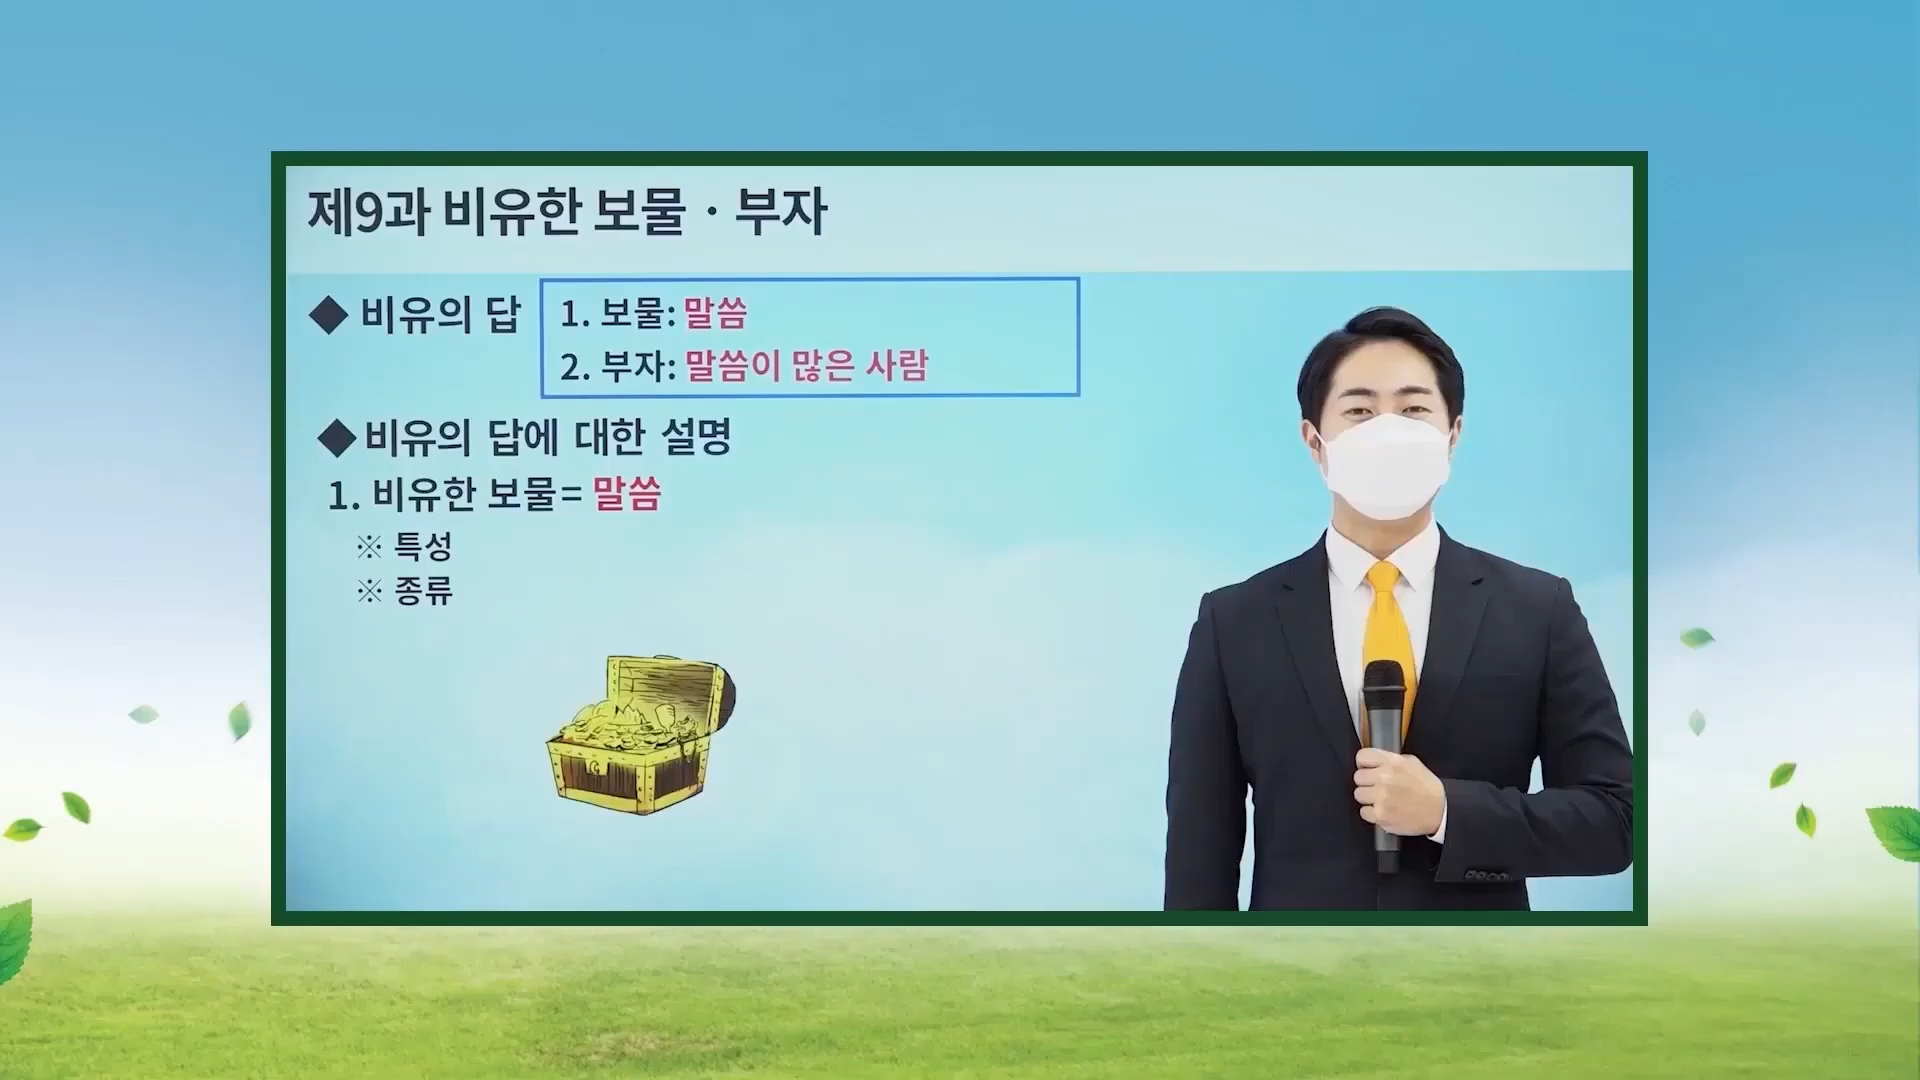 제9과 비유한 보물 · 부자
◆ 비유의 답
1. 보물: 말씀
2. 부자: 말씀이 많은 사람
◆ 비유의 답에 대한 설명
1. 비유한 보물= 말씀
※ 특성
※ 종류